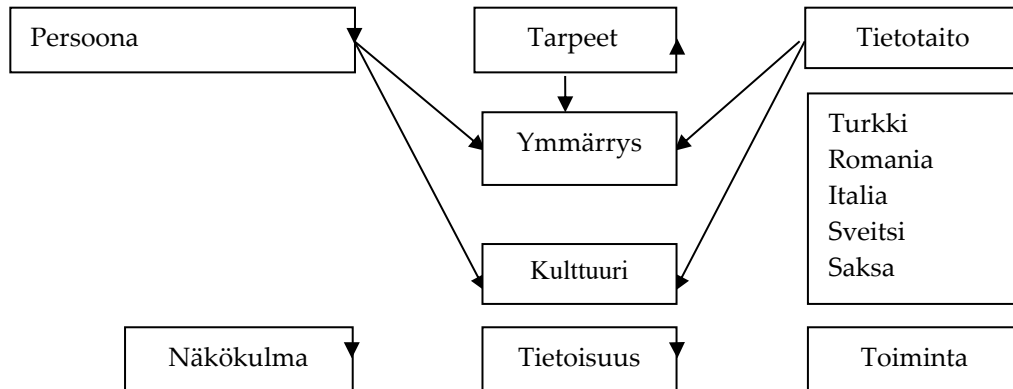 Persoona
Tarpeet
Tietotaito
Ymmärrys
Turkki
Romania
Italia
Sveitsi
Saksa
Kulttuuri
Näkökulma
Tietoisuus
Toiminta